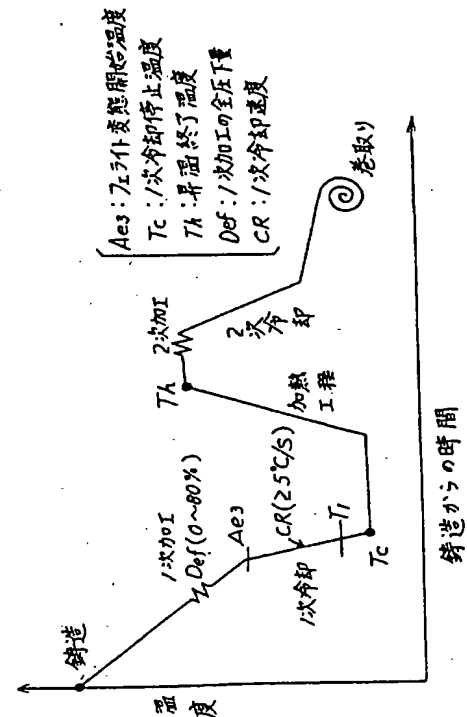 Ae3：フェライト変態開始温度
Tc：1次冷却停止温度
Th：昇温終了温度
Def：1次加工の全圧下量
CR：1次冷却速度
鋳造
1次加工
Def(0~80%)
Ae3
CR(≧5℃/S)
T1
1次冷却
Tc
加熱
工程
Th
2次加工
2次冷却
巻取り
温度
鋳造からの時間